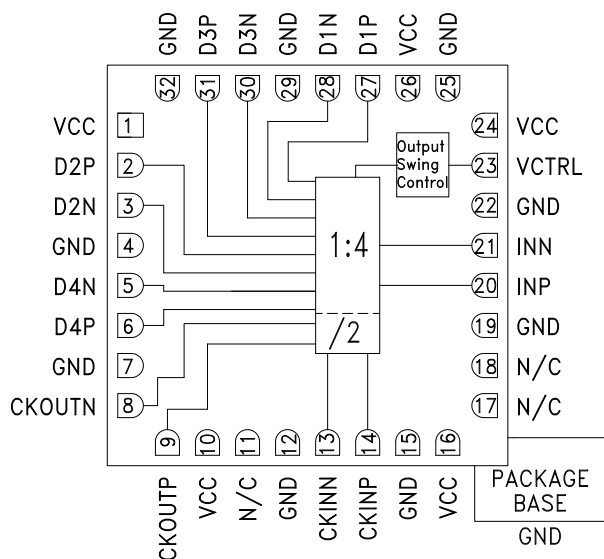 GND D3P D3N GND D1N D1P VCC GND
32 31 30 29 28 27 26 25
VCC 1
D2P 2
D2N 3
GND 4
D4N 5
D4P 6
GND 7
CKOUTN 8
Output
Swing
Control
1:4
/2
24 VCC
23 VCTRL
22 GND
21 INN
20 INP
19 GND
18 N/C
17 N/C
9 10 11 12 13 14 15 16
CKOUTP VCC N/C GND CKINN CKINP GND VCC
PACKAGE
BASE
GND